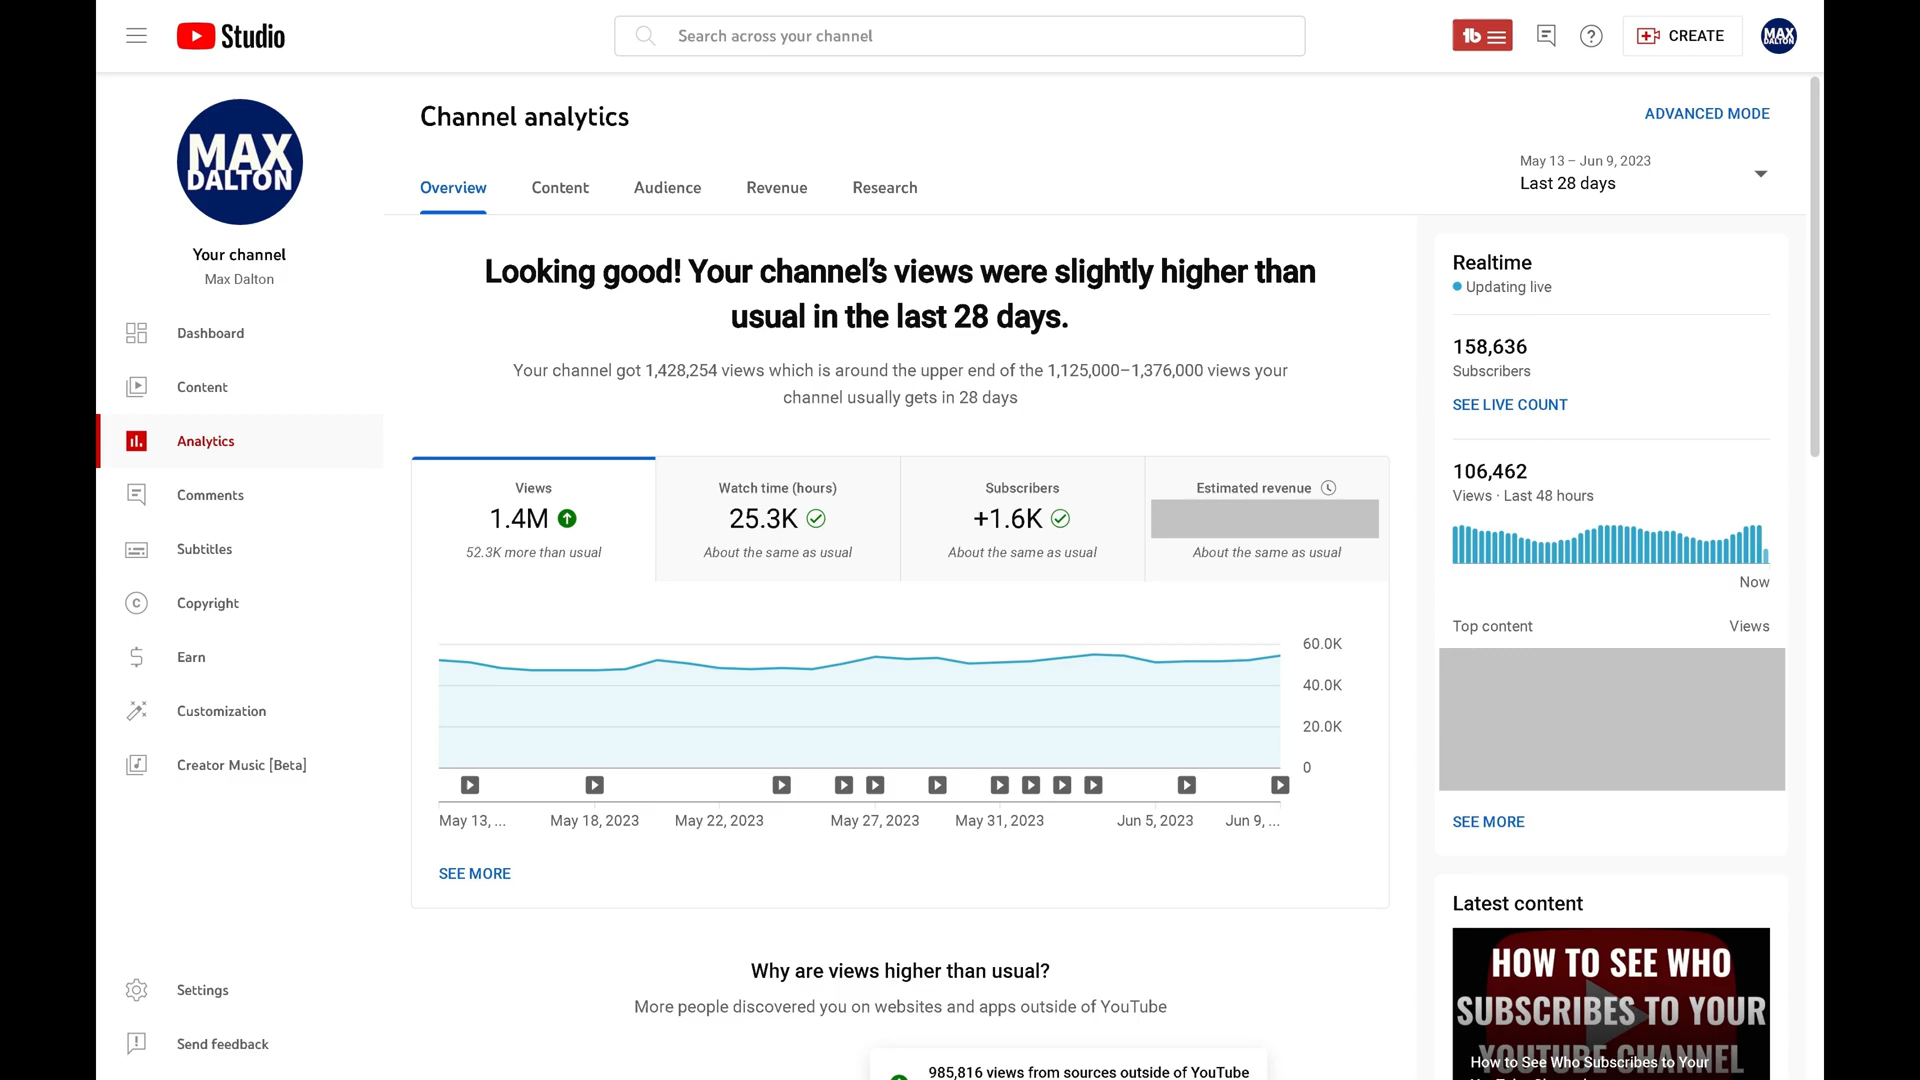 Studio
Search across your channel
CREATE
MAX
DALTON
MAX
DALTON
Your channel
Max Dalton
Dashboard
Content
Analytics
Comments
Subtitles
Copyright
Earn
Customization
Creator Music [Beta]
Settings
Send feedback
Channel analytics
ADVANCED MODE
Overview
Content
Audience
Revenue
Research
May 13 – Jun 9, 2023
Last 28 days
Looking good! Your channel’s views were slightly higher than
usual in the last 28 days.
Your channel got 1,428,254 views which is around the upper end of the 1,125,000–1,376,000 views your
channel usually gets in 28 days
Views
1.4M
52.3K more than usual
Watch time (hours)
25.3K
About the same as usual
Subscribers
+1.6K
About the same as usual
Estimated revenue
About the same as usual
60.0K
40.0K
20.0K
0
May 13, ...
May 18, 2023
May 22, 2023
May 27, 2023
May 31, 2023
Jun 5, 2023
Jun 9, ...
SEE MORE
Why are views higher than usual?
More people discovered you on websites and apps outside of YouTube
985,816 views from sources outside of YouTube
Realtime
Updating live
158,636
Subscribers
SEE LIVE COUNT
106,462
Views · Last 48 hours
Now
Top content
Views
SEE MORE
Latest content
HOW TO SEE WHO
SUBSCRIBES TO YOUR
YOUTUBE CHANNEL
How to See Who Subscribes to Your